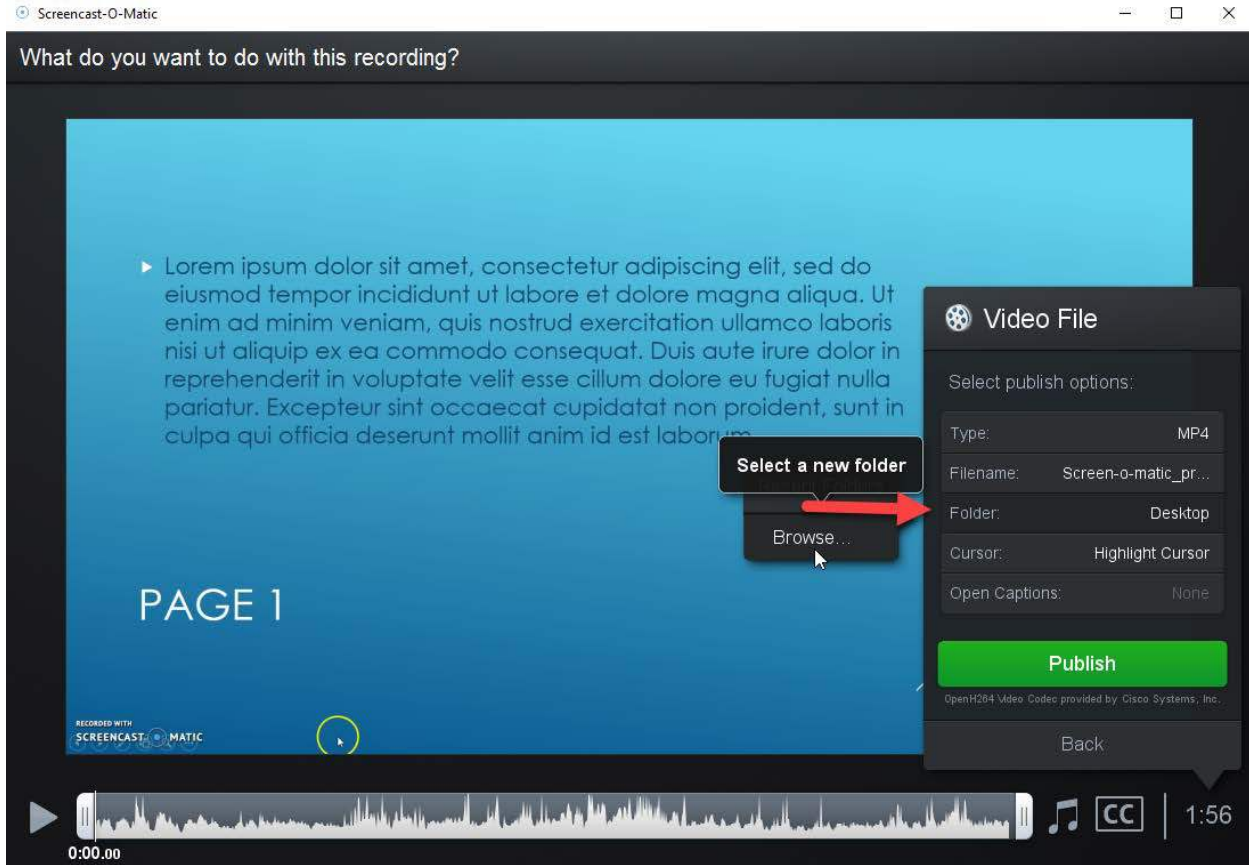 Screencast-O-Matic
What do you want to do with this recording?
Lorem ipsum dolor sit amet, consectetur adipiscing elit, sed do
eiusmod tempor incididunt ut labore et dolore magna aliqua. Ut
enim ad minim veniam, quis nostrud exercitation ullamco laboris
nisi ut aliquip ex ea commodo consequat. Duis aute irure dolor in
reprehenderit in voluptate velit esse cillum dolore eu fugiat nulla
pariatur. Excepteur sint occaecat cupidatat non proident, sunt in
culpa qui officia deserunt mollit anim id est laborum
PAGE 1
RECORDED WITH
SCREENCAST-O-MATIC
Select a new folder
Browse...
Video File
Select publish options:
Type: MP4
Filename: Screen-o-matic_pr...
Folder: Desktop
Cursor: Highlight Cursor
Open Captions: None
Publish
OpenH264 Video Codec provided by Cisco Systems, Inc.
Back
CC
1:56
0:00.00